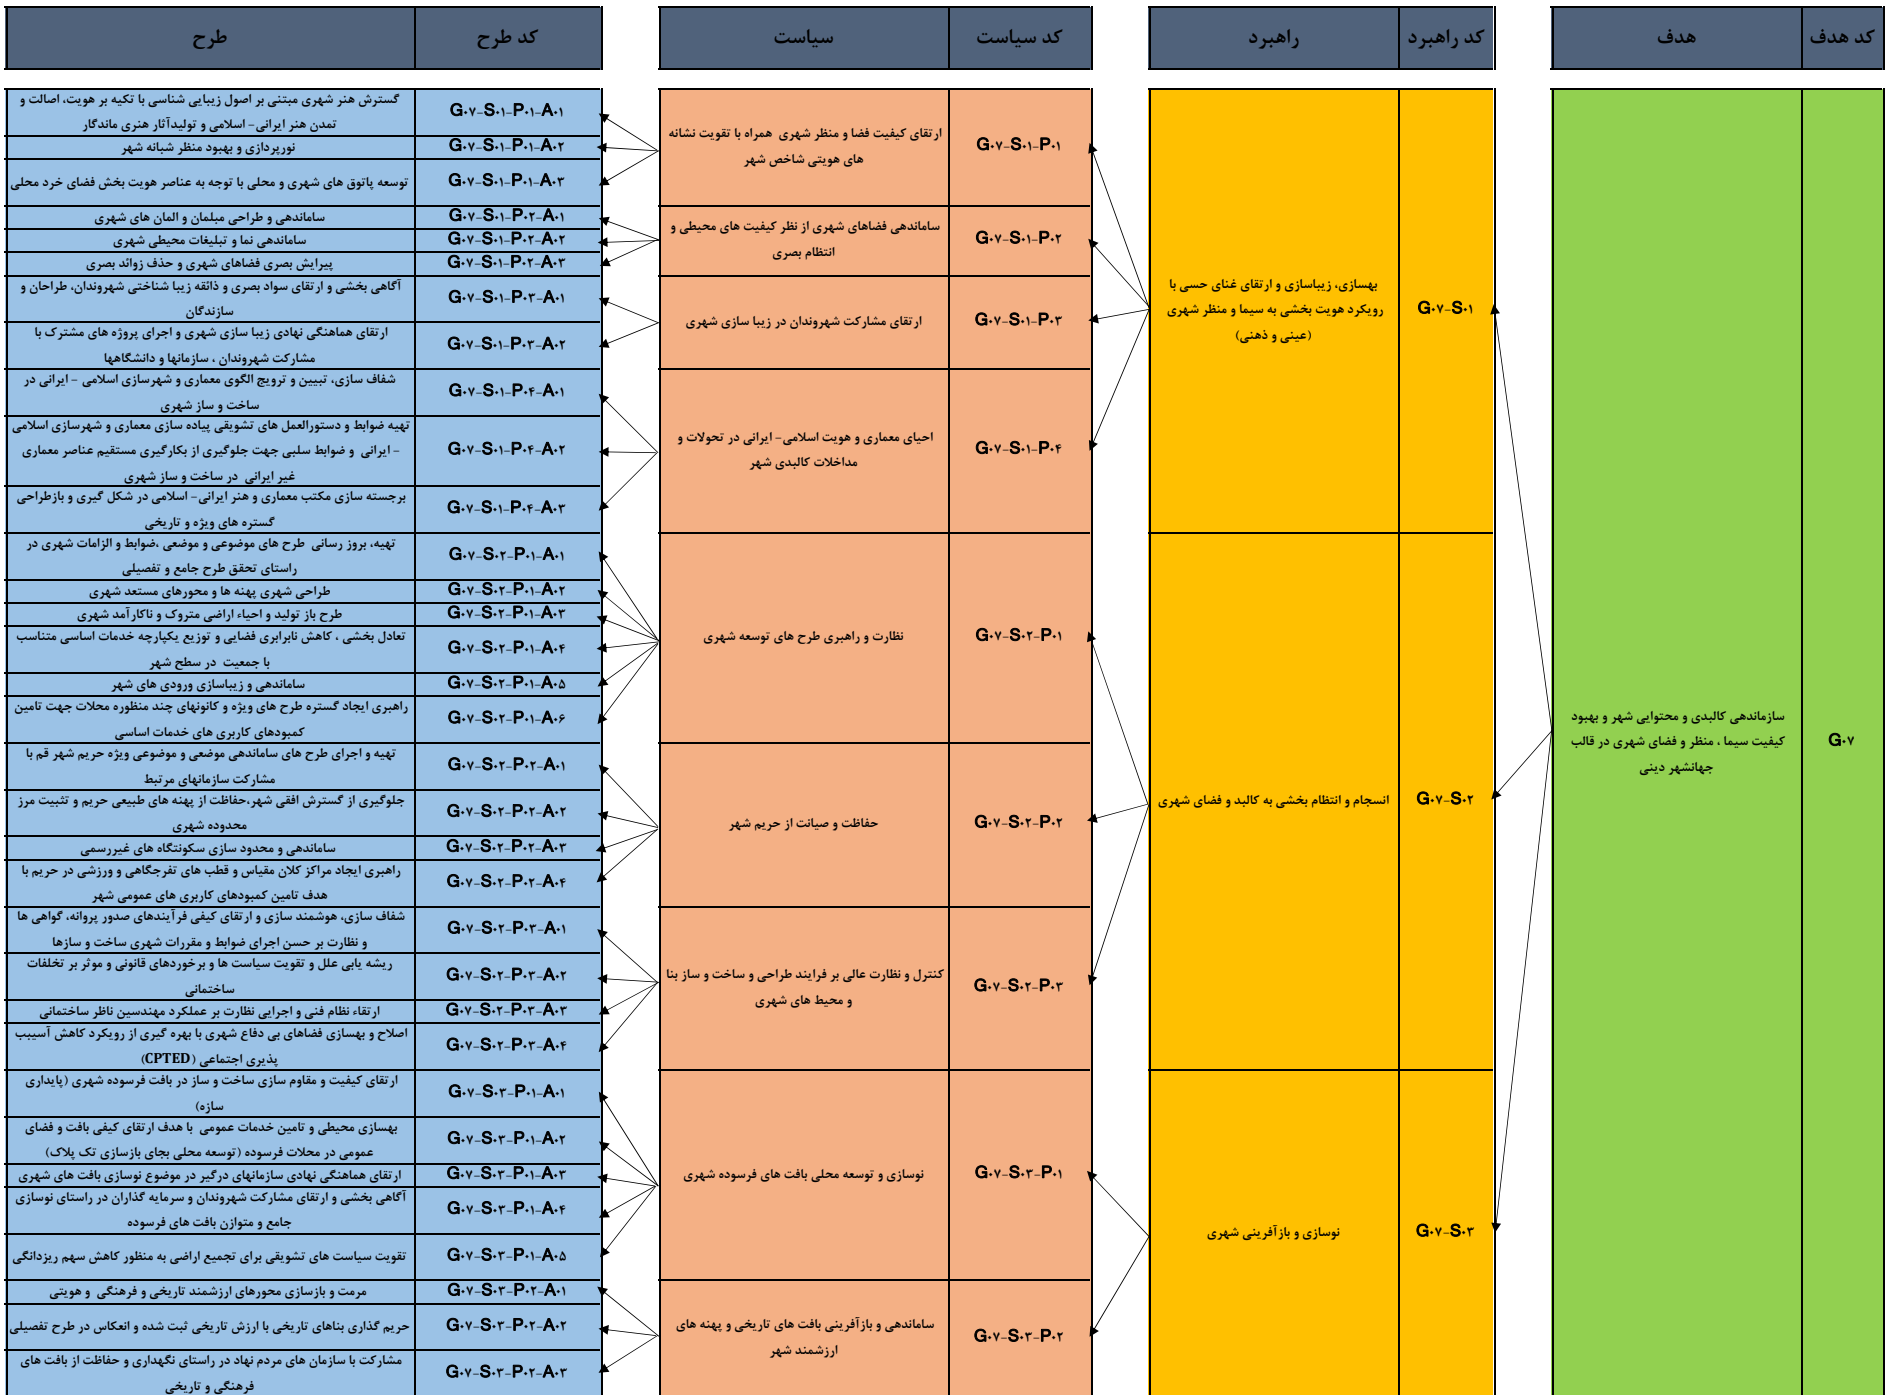 کد هدف
هدف
کد راهبرد
راهبرد
کد سیاست
سیاست
کد طرح
طرح
G۰۷
سازماندهی کالبدی و محتوایی شهر و بهبود
کیفیت سیما ، منظر و فضای شهری در قالب
جهانشهر دینی
G۰۷-S۰۱
بهسازی، زیباسازی و ارتقای غنای حسی با
رویکرد هویت بخشی به سیما و منظر شهری
(عینی و ذهنی)
G۰۷-S۰۱-P۰۱
ارتقای کیفیت فضا و منظر شهری همراه با تقویت نشانه
های هویتی شاخص شهر
G۰۷-S۰۱-P۰۱-A۰۱
گسترش هنر شهری مبتنی بر اصول زیبایی شناسی با تکیه بر هویت، اصالت و
تمدن هنر ایرانی- اسلامی و تولیدآثار هنری ماندگار
G۰۷-S۰۱-P۰۱-A۰۲
نورپردازی و بهبود منظر شبانه شهر
G۰۷-S۰۱-P۰۱-A۰۳
توسعه پاتوق های شهری و محلی با توجه به عناصر هویت بخش فضای خرد محلی
G۰۷-S۰۱-P۰۲
ساماندهی فضاهای شهری از نظر کیفیت های محیطی و
انتظام بصری
G۰۷-S۰۱-P۰۲-A۰۱
ساماندهی و طراحی مبلمان و المان های شهری
G۰۷-S۰۱-P۰۲-A۰۲
ساماندهی نما و تبلیغات محیطی شهری
G۰۷-S۰۱-P۰۲-A۰۳
پیرایش بصری فضاهای شهری و حذف زوائد بصری
G۰۷-S۰۱-P۰۳
ارتقای مشارکت شهروندان در زیبا سازی شهری
G۰۷-S۰۱-P۰۳-A۰۱
آگاهی بخشی و ارتقای سواد بصری و ذائقه زیبا شناختی شهروندان، طراحان و
سازندگان
G۰۷-S۰۱-P۰۳-A۰۲
ارتقای هماهنگی نهادی زیبا سازی شهری و اجرای پروژه های مشترک با
مشارکت شهروندان ، سازمانها و دانشگاهها
G۰۷-S۰۱-P۰۴
احیای معماری و هویت اسلامی- ایرانی در تحولات و
مداخلات کالبدی شهر
G۰۷-S۰۱-P۰۴-A۰۱
شفاف سازی، تبیین و ترویج الگوی معماری و شهرسازی اسلامی - ایرانی در
ساخت و ساز شهری
G۰۷-S۰۱-P۰۴-A۰۲
تهیه ضوابط و دستورالعمل های تشویقی پیاده سازی معماری و شهرسازی اسلامی
- ایرانی و ضوابط سلبی جهت جلوگیری از بکارگیری مستقیم عناصر معماری
غیر ایرانی در ساخت و ساز شهری
G۰۷-S۰۱-P۰۴-A۰۳
برجسته سازی مکتب معماری و هنر ایرانی- اسلامی در شکل گیری و بازطراحی
گستره های ویژه و تاریخی
G۰۷-S۰۲
انسجام و انتظام بخشی به کالبد و فضای شهری
G۰۷-S۰۲-P۰۱
نظارت و راهبری طرح های توسعه شهری
G۰۷-S۰۲-P۰۱-A۰۱
تهیه، بروز رسانی طرح های موضوعی و موضعی ،ضوابط و الزامات شهری در
راستای تحقق طرح جامع و تفصیلی
G۰۷-S۰۲-P۰۱-A۰۲
طراحی شهری پهنه ها و محورهای مستعد شهری
G۰۷-S۰۲-P۰۱-A۰۳
طرح باز تولید و احیاء اراضی متروک و ناکارآمد شهری
G۰۷-S۰۲-P۰۱-A۰۴
تعادل بخشی ، کاهش نابرابری فضایی و توزیع یکپارچه خدمات اساسی متناسب
با جمعیت در سطح شهر
G۰۷-S۰۲-P۰۱-A۰۵
ساماندهی و زیباسازی ورودی های شهر
G۰۷-S۰۲-P۰۱-A۰۶
راهبری ایجاد گستره طرح های ویژه و کانونهای چند منظوره محلات جهت تامین
کمبودهای کاربری های خدمات اساسی
G۰۷-S۰۲-P۰۲
حفاظت و صیانت از حریم شهر
G۰۷-S۰۲-P۰۲-A۰۱
تهیه و اجرای طرح های ساماندهی موضعی و موضوعی ویژه حریم شهر قم با
مشارکت سازمانهای مرتبط
G۰۷-S۰۲-P۰۲-A۰۲
جلوگیری از گسترش افقی شهر،حفاظت از پهنه های طبیعی حریم و تثبیت مرز
محدوده شهری
G۰۷-S۰۲-P۰۲-A۰۳
ساماندهی و محدود سازی سکونتگاه های غیررسمی
G۰۷-S۰۲-P۰۲-A۰۴
راهبری ایجاد مراکز کلان مقیاس و قطب های تفرجگاهی و ورزشی در حریم با
هدف تامین کمبودهای کاربری های عمومی شهر
G۰۷-S۰۲-P۰۳
کنترل و نظارت عالی بر فرایند طراحی و ساخت و ساز بنا
و محیط های شهری
G۰۷-S۰۲-P۰۳-A۰۱
شفاف سازی، هوشمند سازی و ارتقای کیفی فرآیندهای صدور پروانه، گواهی ها
و نظارت بر حسن اجرای ضوابط و مقررات شهری ساخت و سازها
G۰۷-S۰۲-P۰۳-A۰۲
ریشه یابی علل و تقویت سیاست ها و برخوردهای قانونی و موثر بر تخلفات
ساختمانی
G۰۷-S۰۲-P۰۳-A۰۳
ارتقاء نظام فنی و اجرایی نظارت بر عملکرد مهندسین ناظر ساختمانی
G۰۷-S۰۲-P۰۳-A۰۴
اصلاح و بهسازی فضاهای بی دفاع شهری با بهره گیری از رویکرد کاهش آسیبب
پذیری اجتماعی (CPTED)
G۰۷-S۰۳
نوسازی و بازآفرینی شهری
G۰۷-S۰۳-P۰۱
نوسازی و توسعه محلی بافت های فرسوده شهری
G۰۷-S۰۳-P۰۱-A۰۱
ارتقای کیفیت و مقاوم سازی ساخت و ساز در بافت فرسوده شهری (پایداری
سازه)
G۰۷-S۰۳-P۰۱-A۰۲
بهسازی محیطی و تامین خدمات عمومی با هدف ارتقای کیفی بافت و فضای
عمومی در محلات فرسوده (توسعه محلی بجای بازسازی تک پلاک)
G۰۷-S۰۳-P۰۱-A۰۳
ارتقای هماهنگی نهادی سازمانهای درگیر در موضوع نوسازی بافت های شهری
G۰۷-S۰۳-P۰۱-A۰۴
آگاهی بخشی و ارتقای مشارکت شهروندان و سرمایه گذاران در راستای نوسازی
جامع و متوازن بافت های فرسوده
G۰۷-S۰۳-P۰۱-A۰۵
تقویت سیاست های تشویقی برای تجمیع اراضی به منظور کاهش سهم ریزدانگی
G۰۷-S۰۳-P۰۲
ساماندهی و بازآفرینی بافت های تاریخی و پهنه های
ارزشمند شهر
G۰۷-S۰۳-P۰۲-A۰۱
مرمت و بازسازی محورهای ارزشمند تاریخی و فرهنگی و هویتی
G۰۷-S۰۳-P۰۲-A۰۲
حریم گذاری بناهای تاریخی با ارزش تاریخی ثبت شده و انعکاس در طرح تفصیلی
G۰۷-S۰۳-P۰۲-A۰۳
مشارکت با سازمان های مردم نهاد در راستای نگهداری و حفاظت از بافت های
فرهنگی و تاریخی